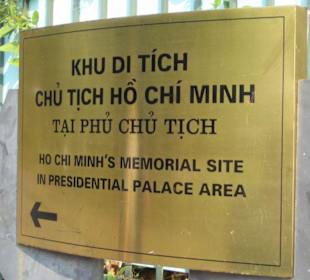 KHU DI TÍCH
CHỦ TỊCH HỒ CHÍ MINH
TẠI PHỦ CHỦ TỊCH
HO CHI MINH'S MEMORIAL SITE
IN PRESIDENTIAL PALACE AREA